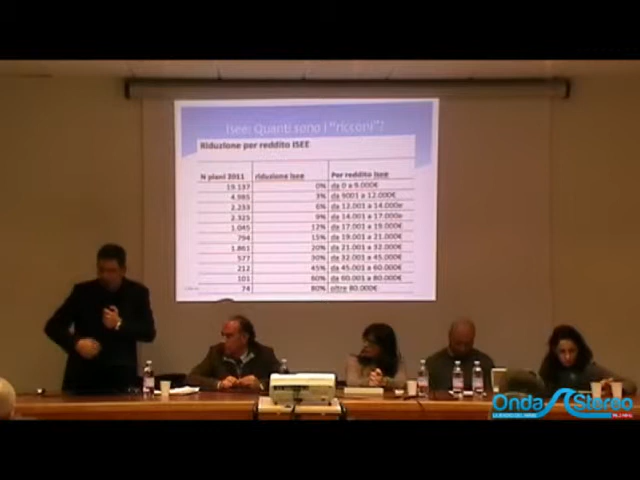 Isee: Quanti sono i "ricconi"?
Riduzione per reddito ISEE
N piani 2011 riduzione isee Per reddito isee
19.137 0% da 0 a 9.000€
4.985 3% da 9001 a 12.000€
2.233 6% da 12.001 a 14.000e
2.325 9% da 14.001 a 17.000e
1.045 12% da 17.001 a 19.000€
794 15% da 19.001 a 21.000€
1.861 20% da 21.001 a 32.000€
577 30% da 32.001 a 45.000€
212 45% da 45.001 a 60.000€
101 60% da 60.001 a 80.000€
74 80% oltre 80.000€
Onda Stereo